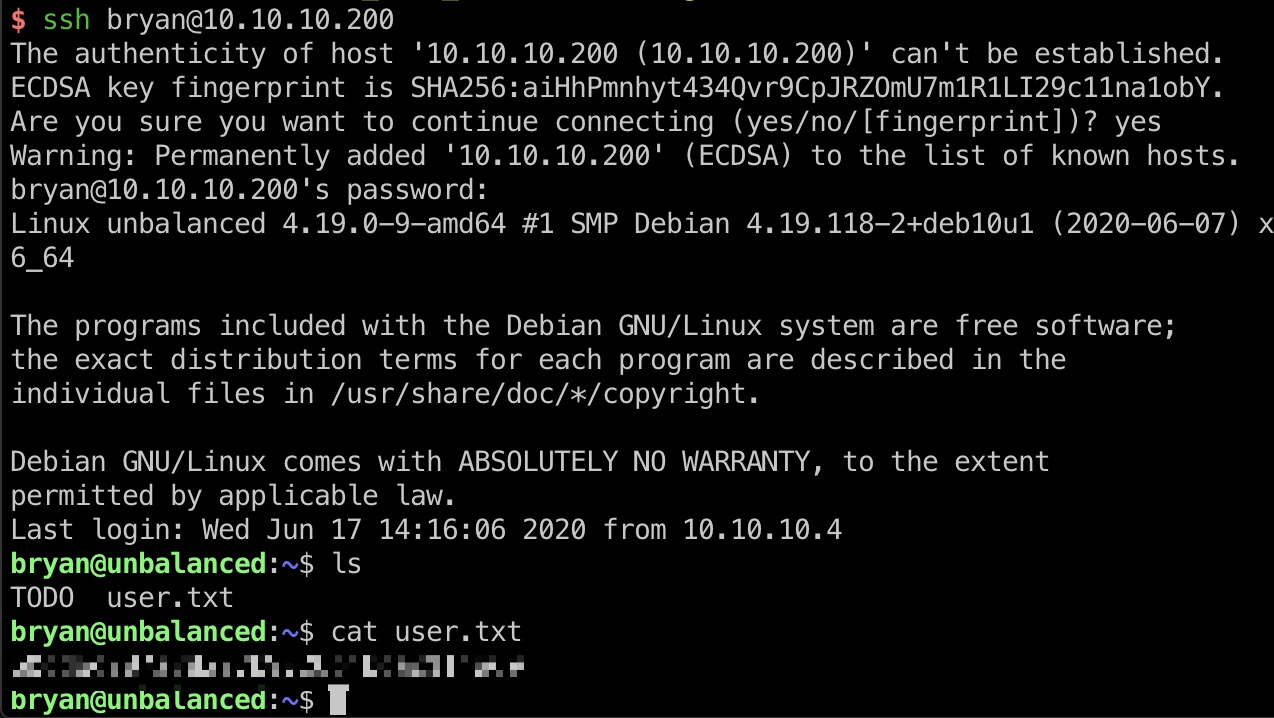 $ ssh bryan@10.10.10.200
The authenticity of host '10.10.10.200 (10.10.10.200)' can't be established.
ECDSA key fingerprint is SHA256:aiHhPmnhyt434Qvr9CpJRZOmU7m1R1LI29c11na1obY.
Are you sure you want to continue connecting (yes/no/[fingerprint])? yes
Warning: Permanently added '10.10.10.200' (ECDSA) to the list of known hosts.
bryan@10.10.10.200's password:
Linux unbalanced 4.19.0-9-amd64 #1 SMP Debian 4.19.118-2+deb10u1 (2020-06-07) x
6_64
The programs included with the Debian GNU/Linux system are free software;
the exact distribution terms for each program are described in the
individual files in /usr/share/doc/*/copyright.
Debian GNU/Linux comes with ABSOLUTELY NO WARRANTY, to the extent
permitted by applicable law.
Last login: Wed Jun 17 14:16:06 2020 from 10.10.10.4
bryan@unbalanced:~$ ls
TODO  user.txt
bryan@unbalanced:~$ cat user.txt
bryan@unbalanced:~$